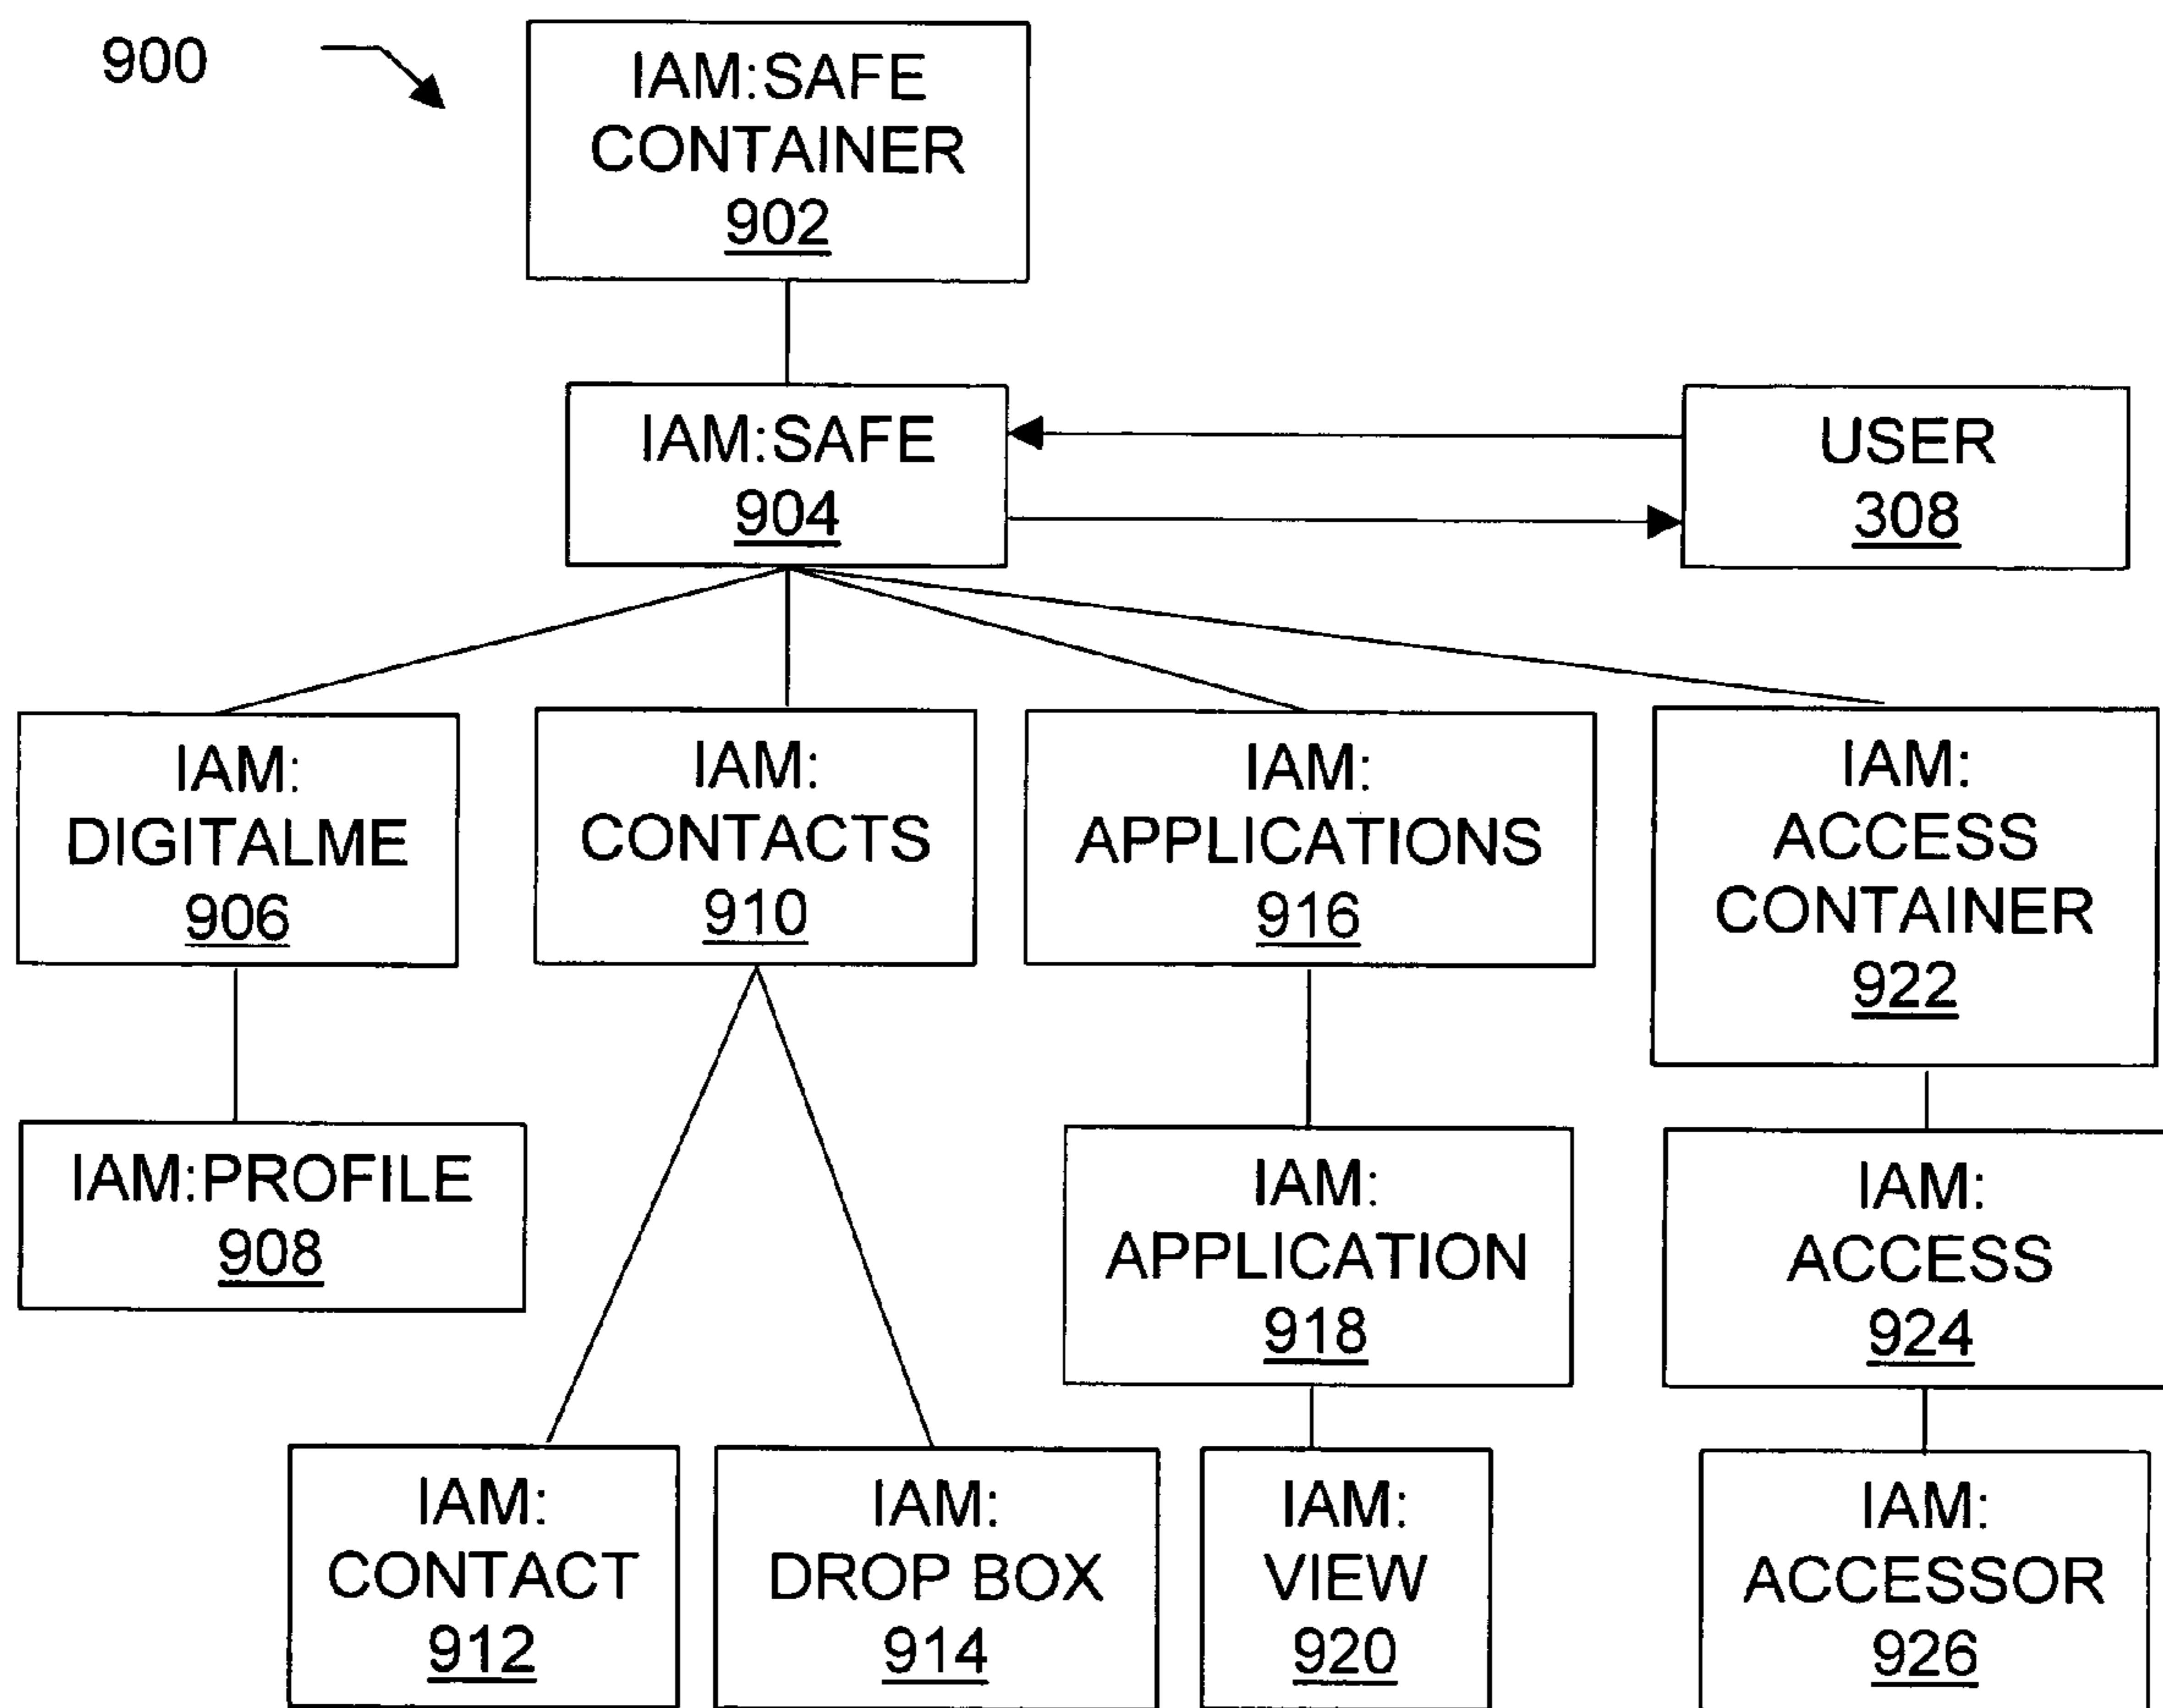 900
IAM:SAFE
CONTAINER
902
IAM:SAFE
904
USER
308
IAM:
DIGITALME
906
IAM:
CONTACTS
910
IAM:
APPLICATIONS
916
IAM:
ACCESS
CONTAINER
922
IAM:PROFILE
908
IAM:
APPLICATION
918
IAM:
ACCESS
924
IAM:
CONTACT
912
IAM:
DROP BOX
914
IAM:
VIEW
920
IAM:
ACCESSOR
926